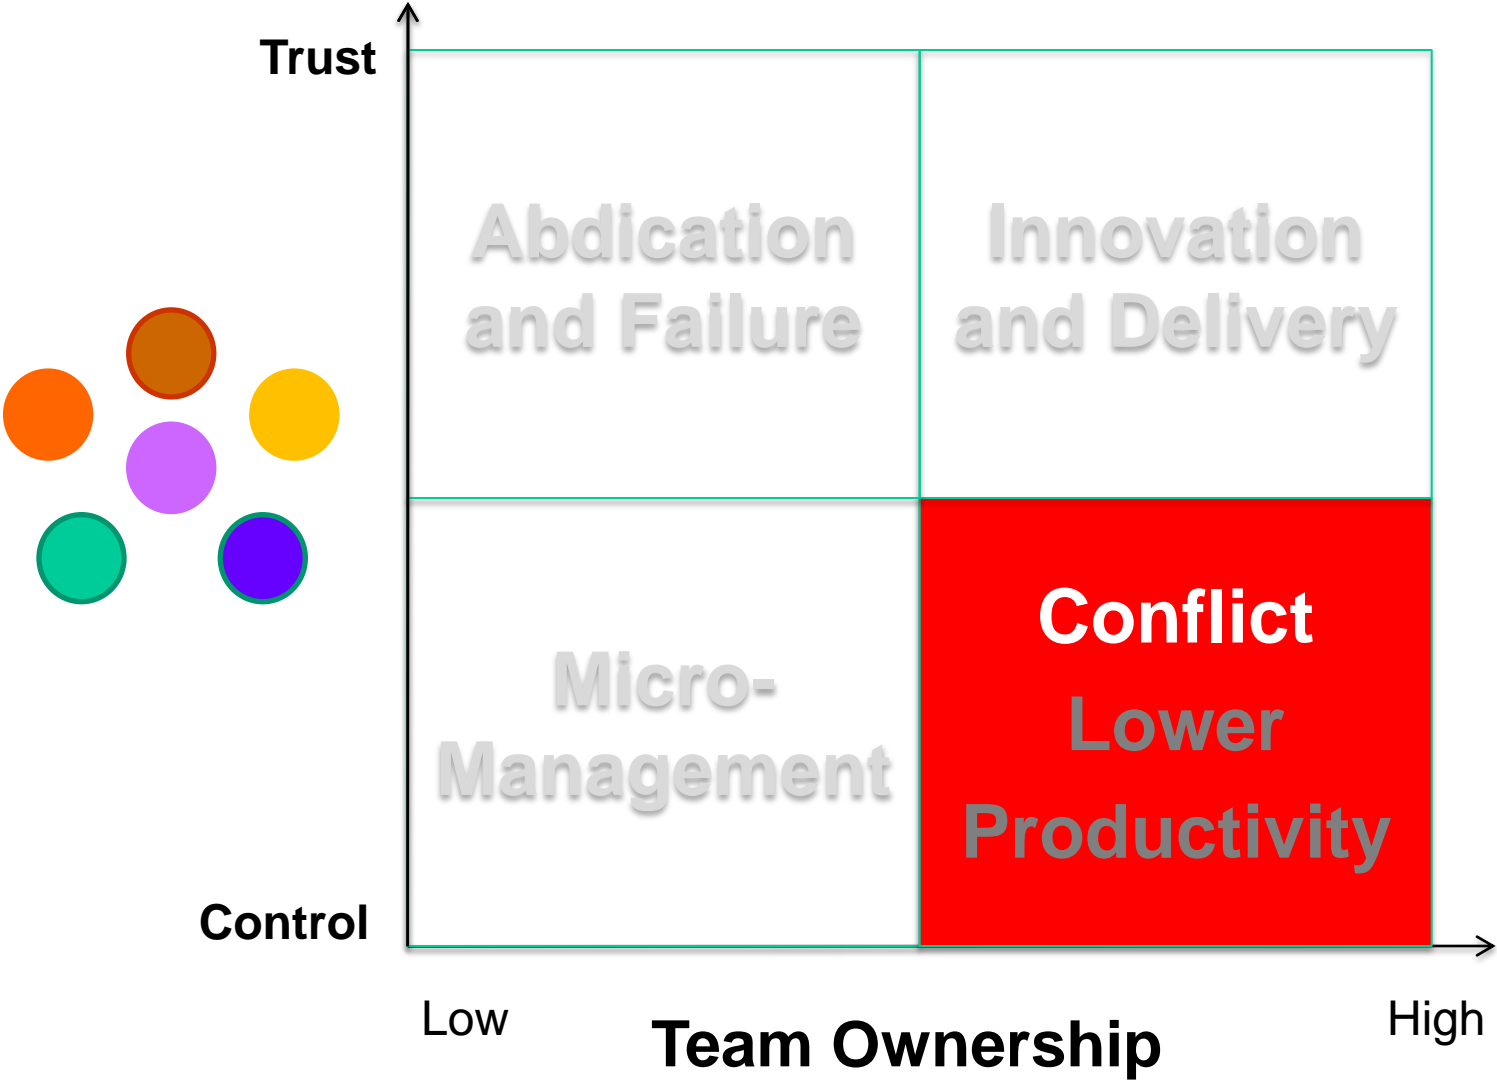 Trust
Abdication
and Failure
Innovation
and Delivery
Micro-
Management
Conflict
Lower
Productivity
Control
Low
Team Ownership
High